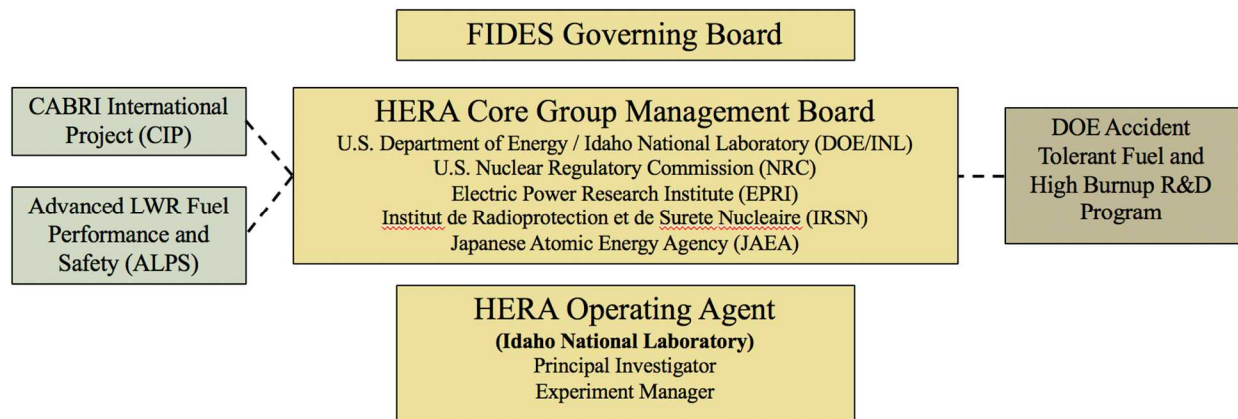 FIDES Governing Board
CABRI International
Project (CIP)
Advanced LWR Fuel
Performance and
Safety (ALPS)
HERA Core Group Management Board
U.S. Department of Energy / Idaho National Laboratory (DOE/INL)
U.S. Nuclear Regulatory Commission (NRC)
Electric Power Research Institute (EPRI)
Institut de Radioprotection et de Surete Nucleaire (IRSN)
Japanese Atomic Energy Agency (JAEA)
DOE Accident
Tolerant Fuel and
High Burnup R&D
Program
HERA Operating Agent
(Idaho National Laboratory)
Principal Investigator
Experiment Manager